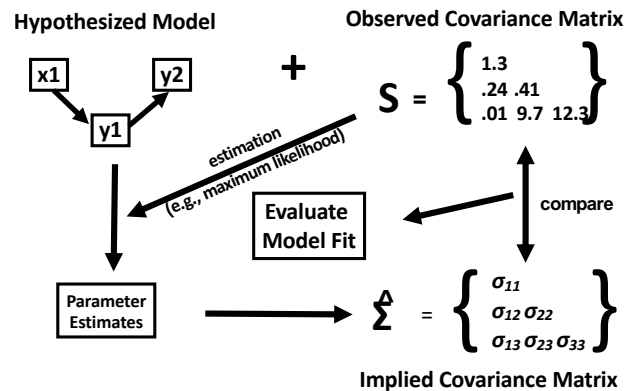 Hypothesized Model
Observed Covariance Matrix
x1
y2
y1
+
S = { 1.3 }
.24 .41
.01 9.7 12.3
estimation
(e.g., maximum likelihood)
Evaluate
Model Fit
compare
Parameter
Estimates
Σ̂ = { σ11 }
σ12 σ22
σ13 σ23 σ33
Implied Covariance Matrix